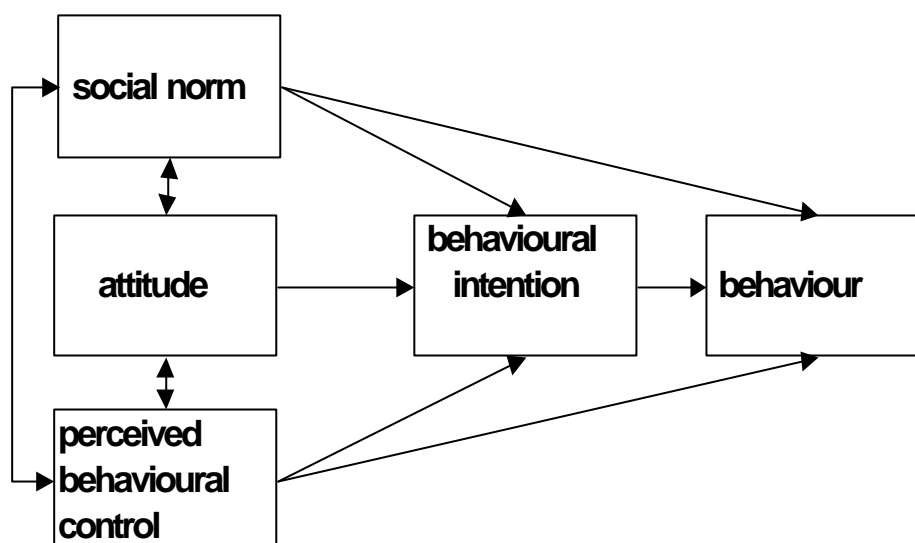 social norm
attitude
behavioural
intention
behaviour
perceived
behavioural
control